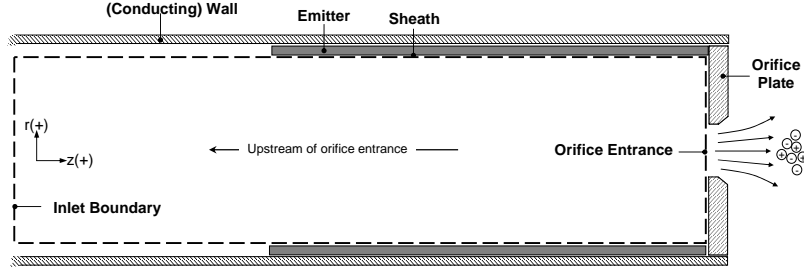 (Conducting) Wall
Emitter
Sheath
Orifice
Plate
r(+)
z(+)
Upstream of orifice entrance
Orifice Entrance
Inlet Boundary
- 
- +
+ + +
-